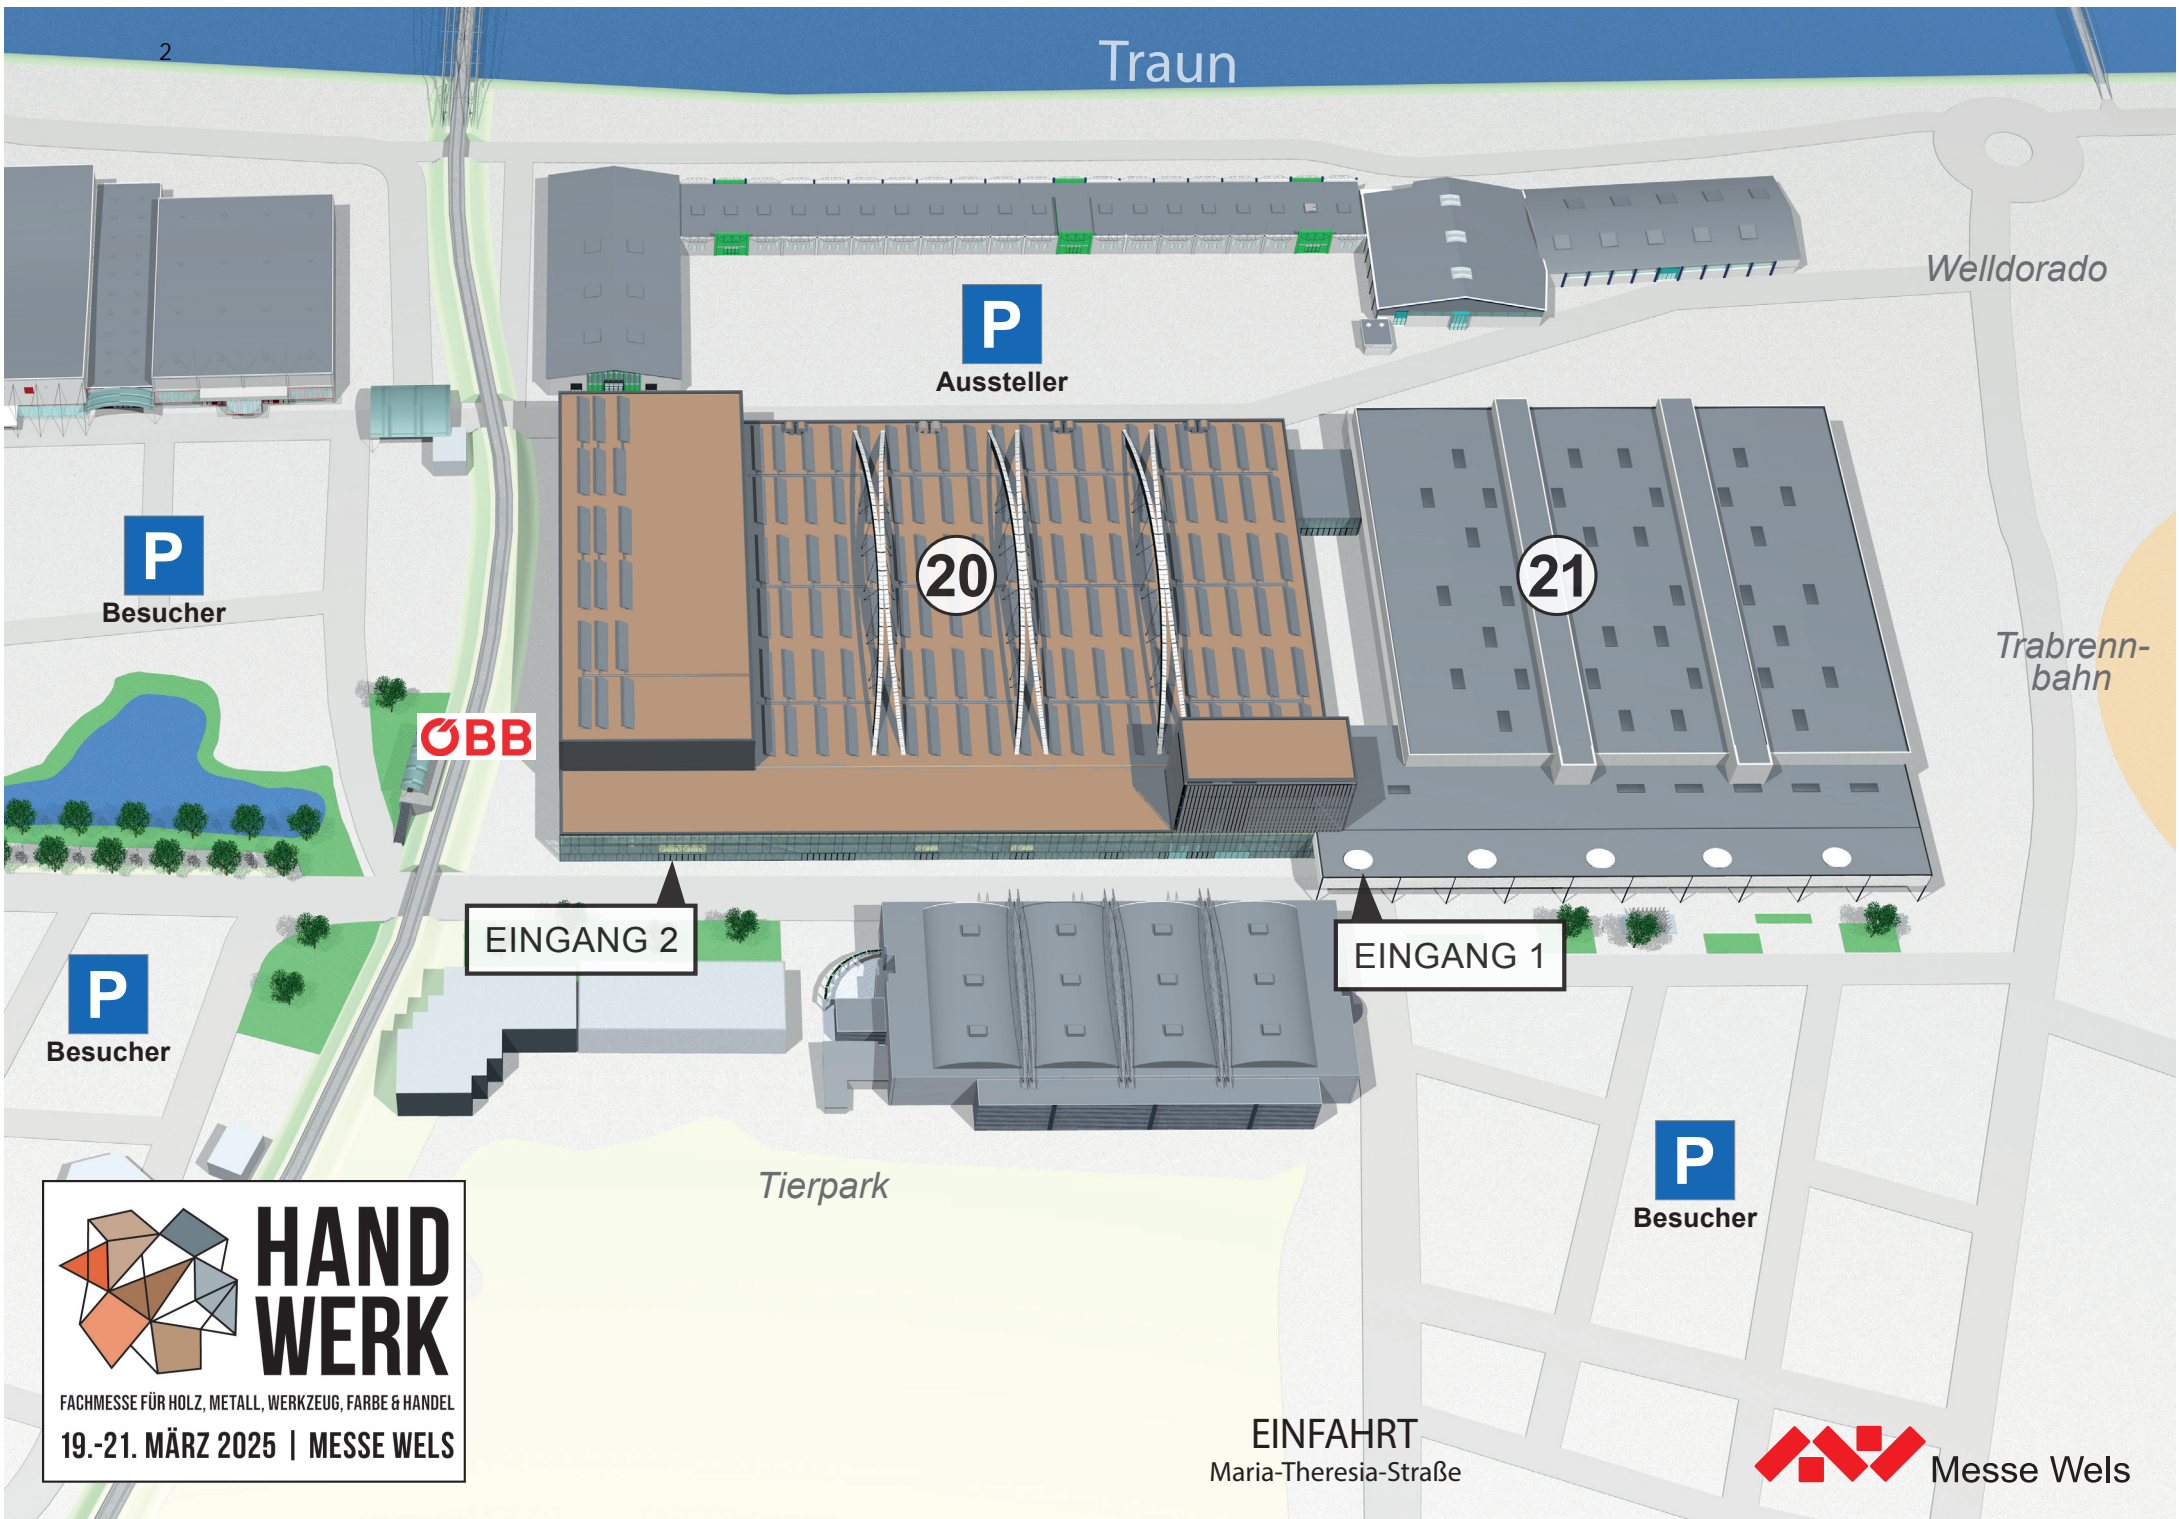 2
Traun
Welldorado
P
Aussteller
P
Besucher
20
21
Trabrenn-
bahn
ÖBB
EINGANG 2
EINGANG 1
P
Besucher
Tierpark
P
Besucher
HAND
WERK
FACHMESSE FÜR HOLZ, METALL, WERKZEUG, FARBE & HANDEL
19.-21. MÄRZ 2025 | MESSE WELS
EINFAHRT
Maria-Theresia-Straße
Messe Wels